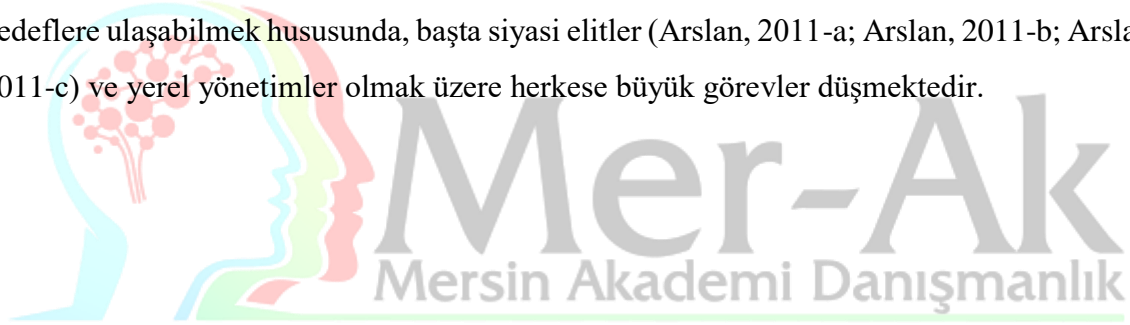 edeflere ulaşabilmek hususunda, başta siyasi elitler (Arslan, 2011-a; Arslan, 2011-b; Arsla
011-c) ve yerel yönetimler olmak üzere herkese büyük görevler düşmektedir.
Mer-Ak
Mersin Akademi Danışmanlık